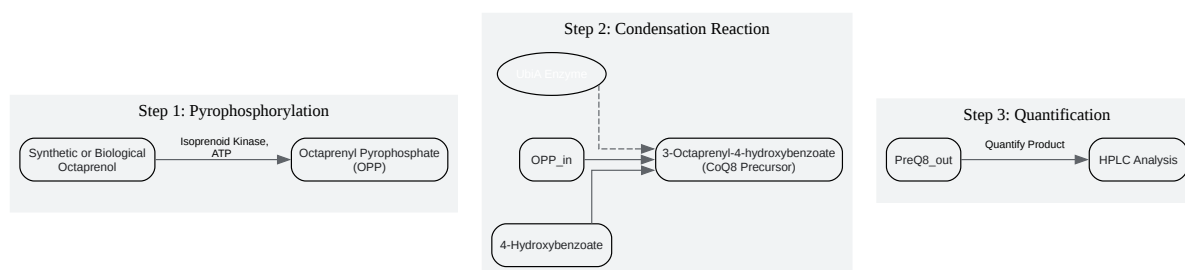 Step 1: Pyrophosphorylation
Synthetic or Biological
Octaprenol
Isoprenoid Kinase,
ATP
Octaprenyl Pyrophosphate
(OPP)
Step 2: Condensation Reaction
UbiA Enzyme
OPP_in
3-Octaprenyl-4-hydroxybenzoate
(CoQ8 Precursor)
4-Hydroxybenzoate
Step 3: Quantification
PreQ8_out
Quantify Product
HPLC Analysis